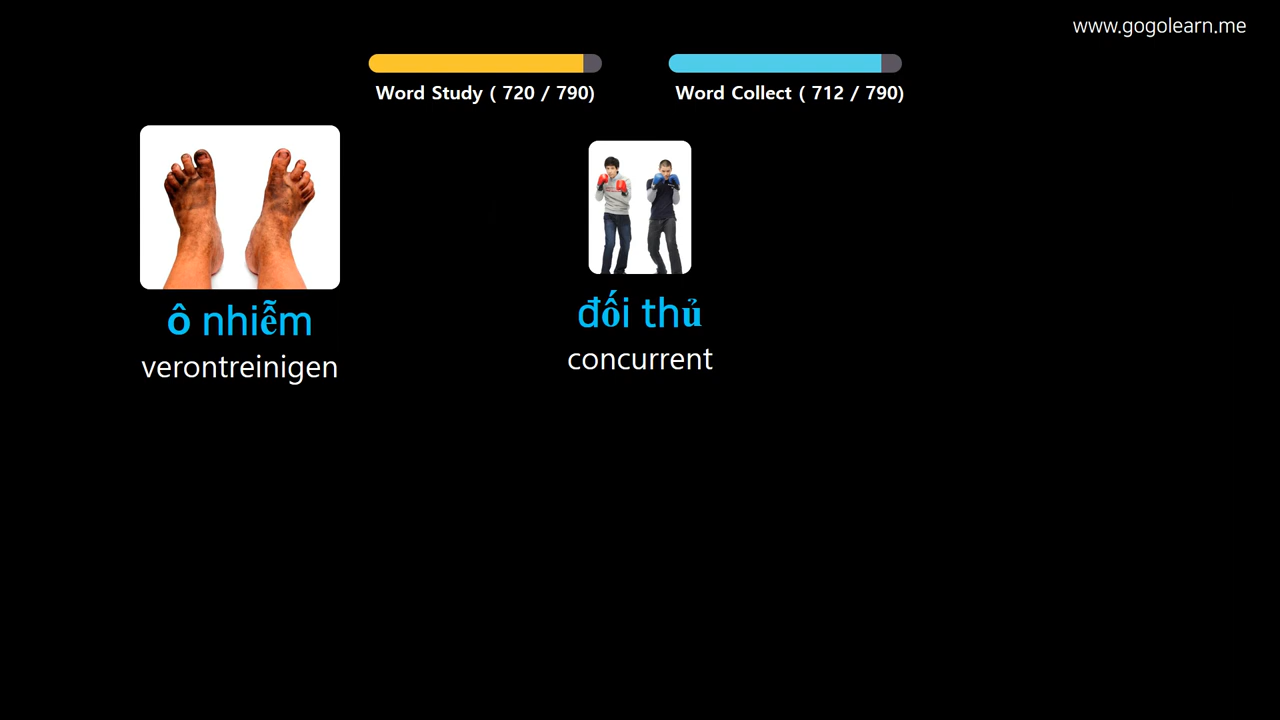 www.gogolearn.me
Word Study ( 720 / 790)
Word Collect ( 712 / 790)
ô nhiễm
verontreinigen
đối thủ
concurrent